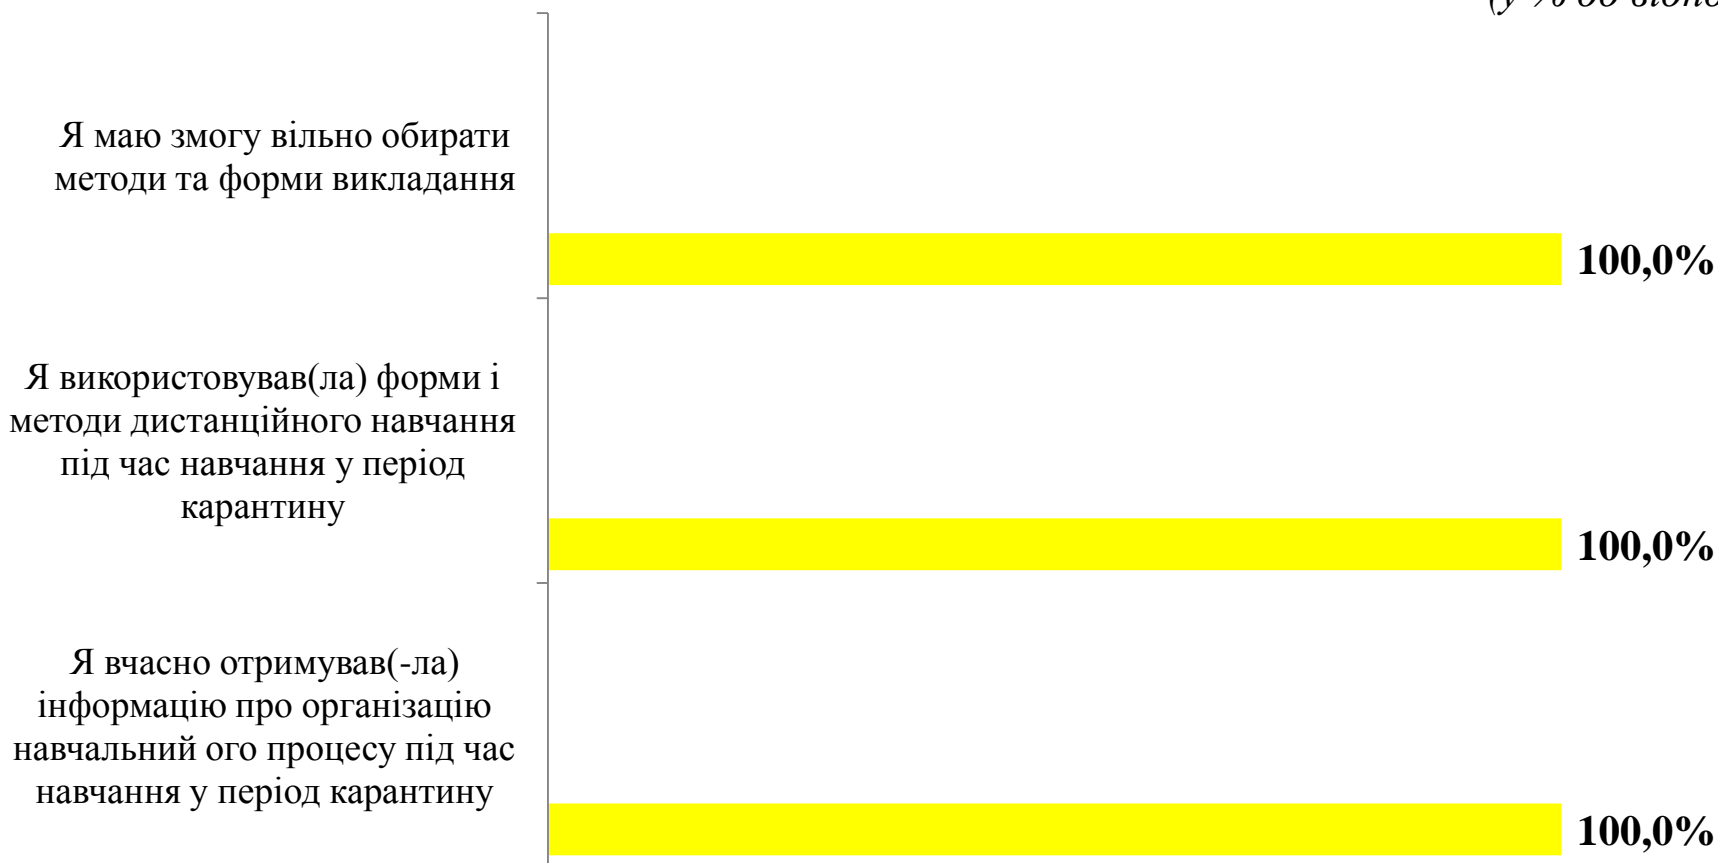 (у %
Я маю змогу вільно обирати
методи та форми викладання
100,0%
Я використовував(ла) форми і
методи дистанційного навчання
під час навчання у період
карантину
100,0%
Я вчасно отримував(-ла)
інформацію про організацію
навчальний ого процесу під час
навчання у період карантину
100,0%